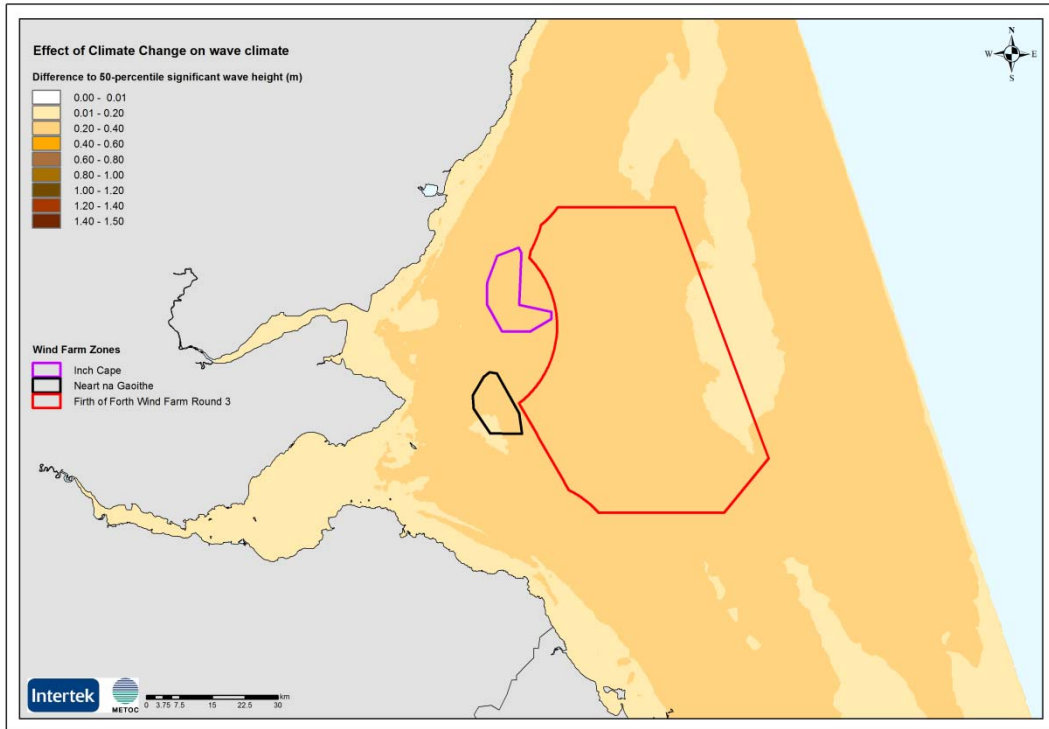 Effect of Climate Change on wave climate
Difference to 50-percentile significant wave height (m)
0.00 - 0.01
0.01 - 0.20
0.20 - 0.40
0.40 - 0.60
0.60 - 0.80
0.80 - 1.00
1.00 - 1.20
1.20 - 1.40
1.40 - 1.50
N
W E
S
Wind Farm Zones
Inch Cape
Neart na Gaoithe
Firth of Forth Wind Farm Round 3
Intertek
METOC
km
0 3.75 7.5 15 22.5 30